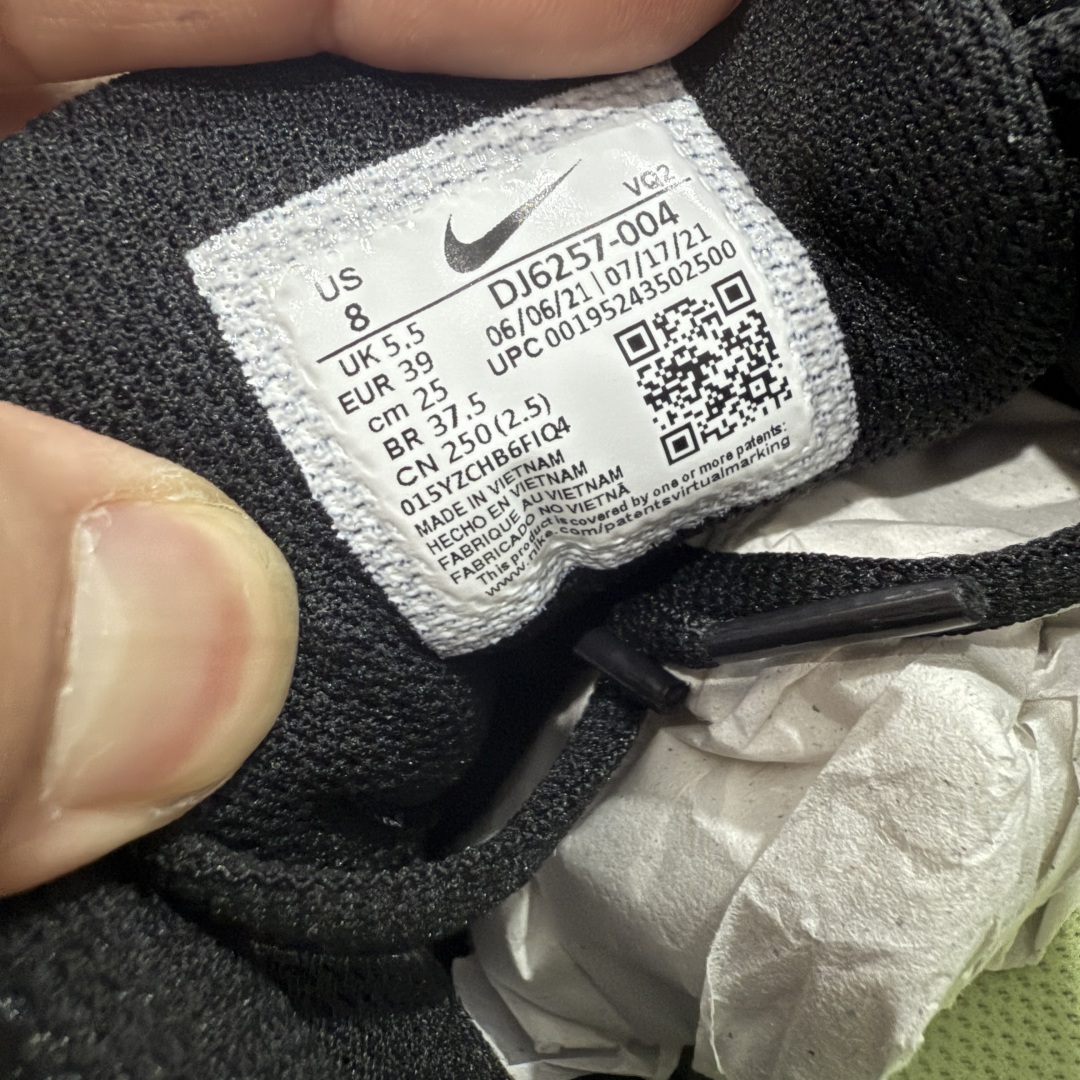 VQ2
US
8
DJ6257-004
06/06/21 | 07/17/21
UPC 00195243502500
UK 5.5
EUR 39
cm 25
BR 37.5
CN 250 (2.5)
015YZCHB6FIQ4
MADE IN VIETNAM
HECHO EN VIETNAM
FABRIQUÉ AU VIETNAM
FABRICADO NO VIETNÃ
This product is covered by one or more patents:
www.nike.com/patentsvirtualmarking